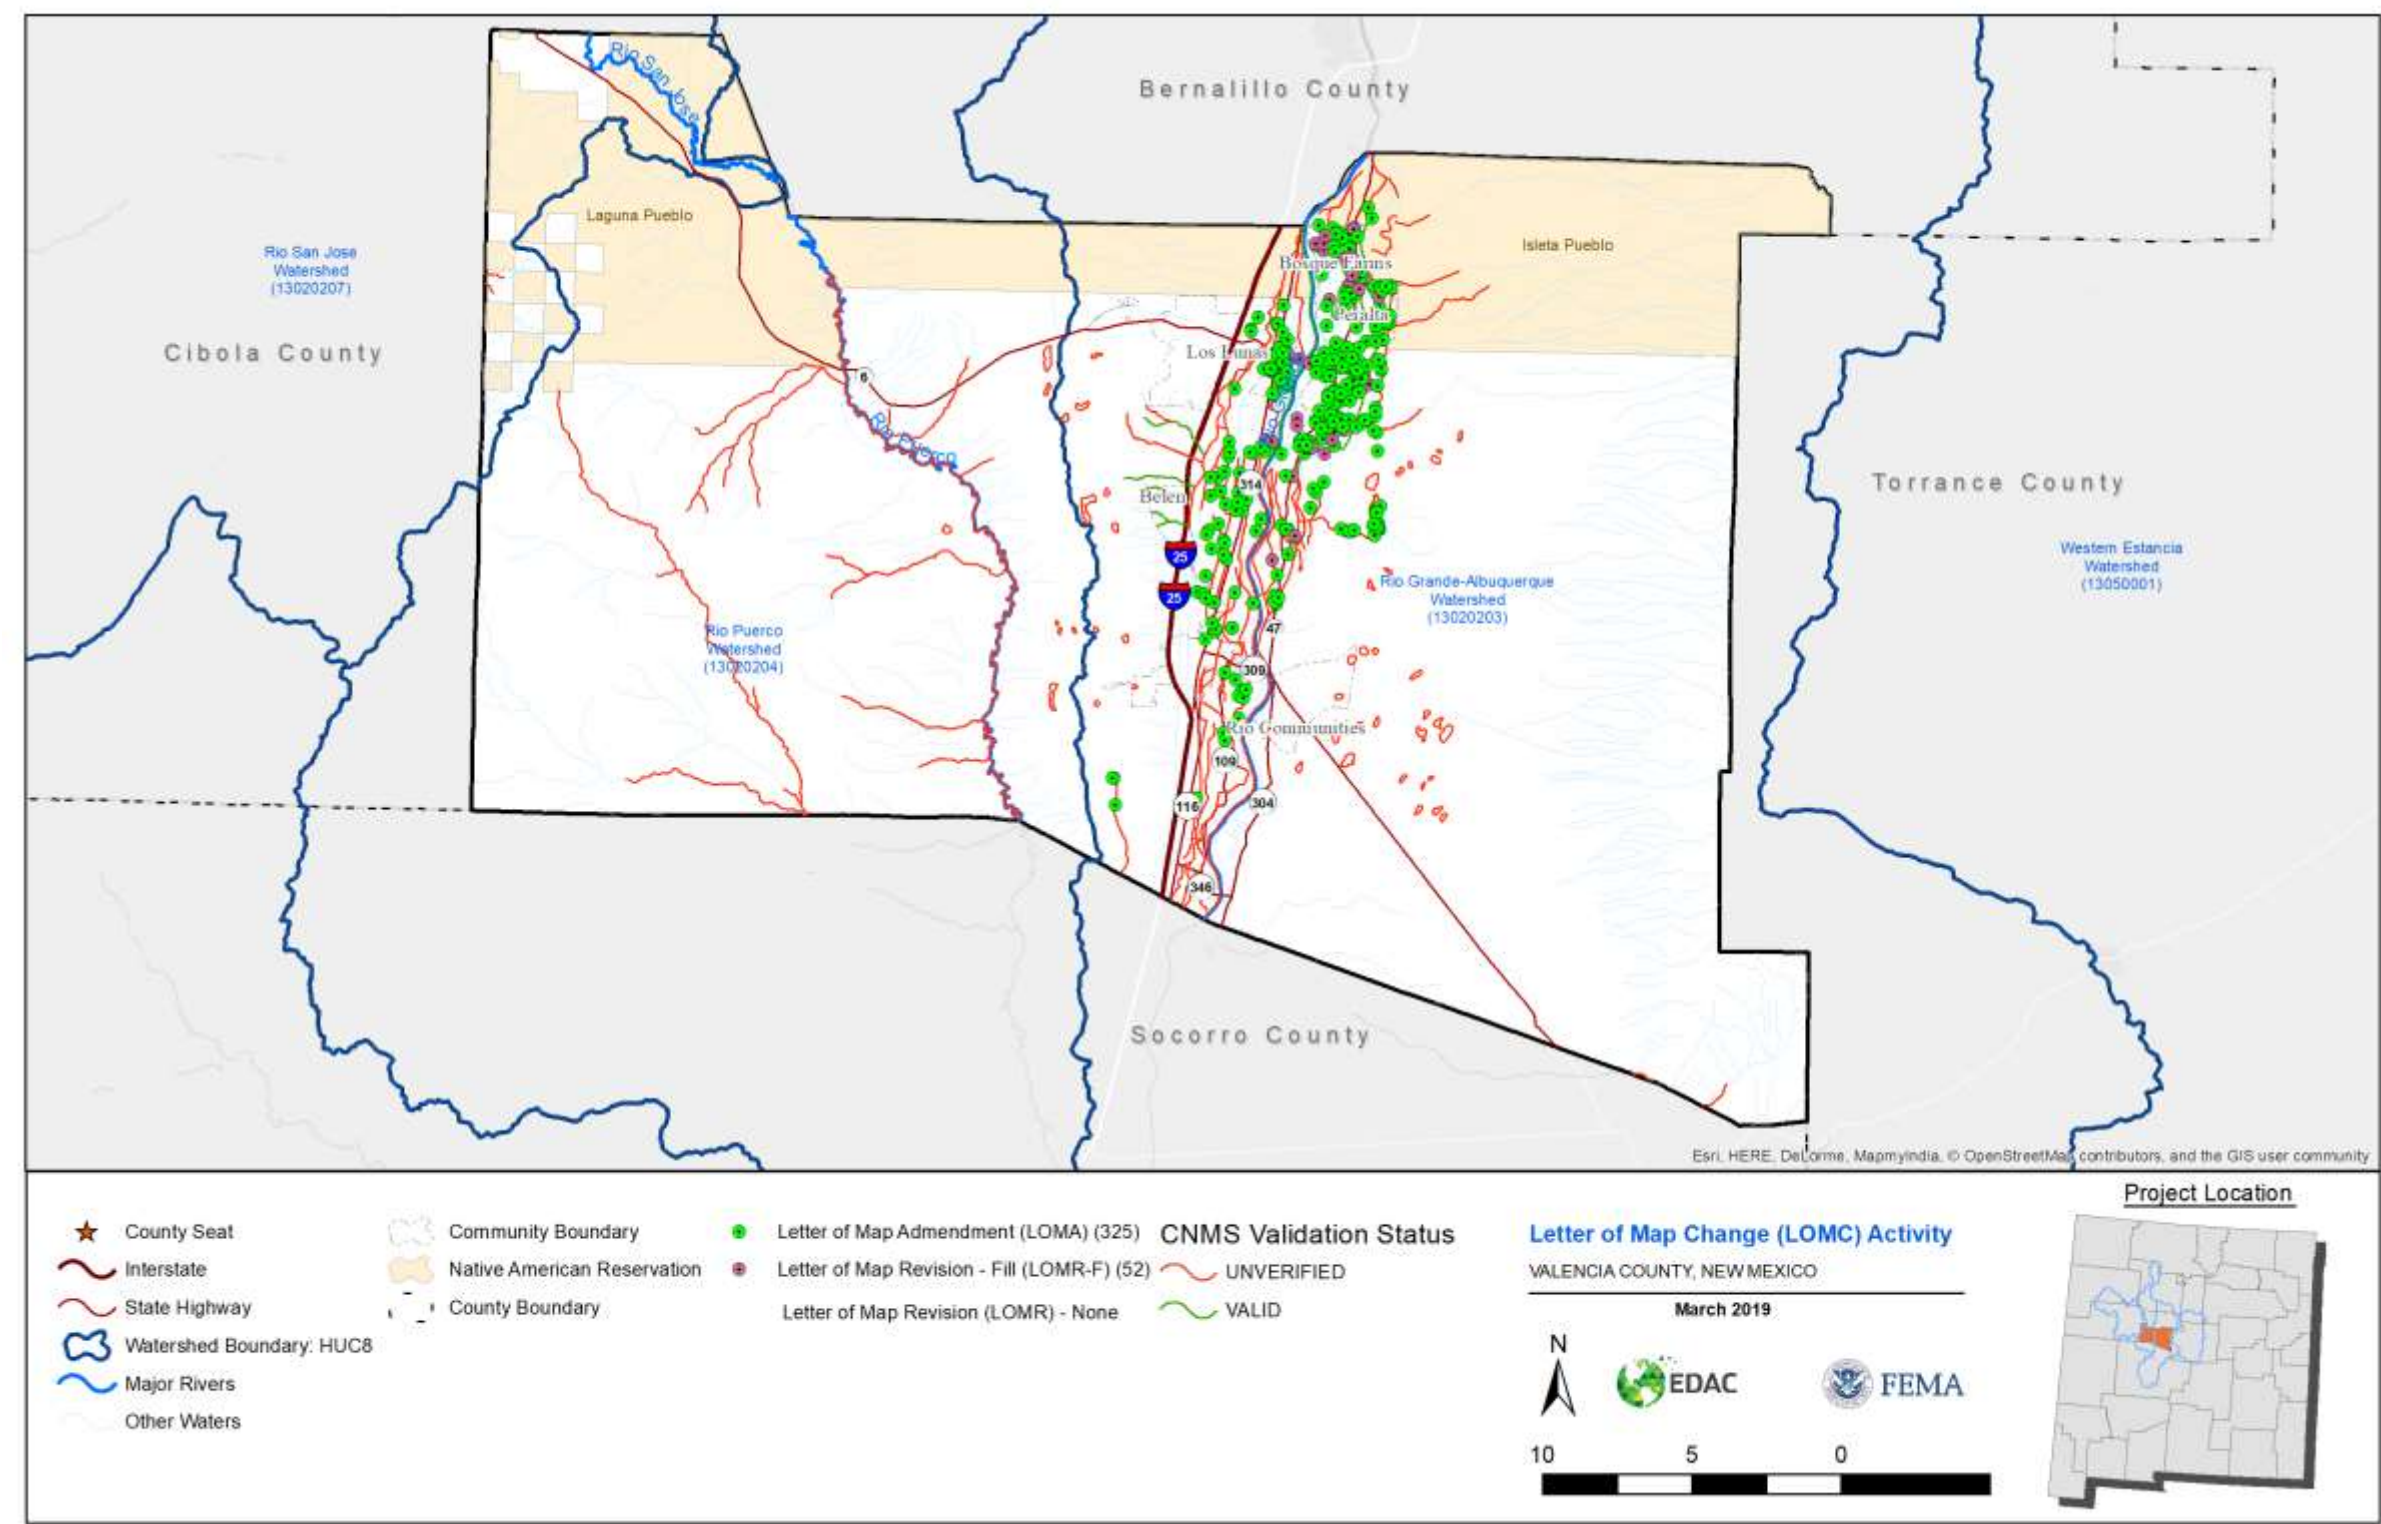 Bernalillo County
Rio San Jose
Laguna Pueblo
Isleta Pueblo
Rio San Jose
Watershed
(13020207)
Bosque Farms
Peralta
Cibola County
Los Lunas
6
Rio Puerco
Torrance County
314
Belen
25
25
Western Estancia
Watershed
(13050001)
Rio Grande-Albuquerque
Watershed
(13020203)
Rio Puerco
Watershed
(13020204)
47
309
Rio Communities
109
116
304
346
Socorro County
Esri, HERE, DeLorme, MapmyIndia, © OpenStreetMap contributors, and the GIS user community
County Seat
Interstate
State Highway
Watershed Boundary: HUC8
Major Rivers
Other Waters
Community Boundary
Native American Reservation
County Boundary
Letter of Map Admendment (LOMA) (325)
Letter of Map Revision - Fill (LOMR-F) (52)
Letter of Map Revision (LOMR) - None
CNMS Validation Status
UNVERIFIED
VALID
Letter of Map Change (LOMC) Activity
VALENCIA COUNTY, NEW MEXICO
March 2019
N
EDAC
FEMA
10 5 0
Project Location